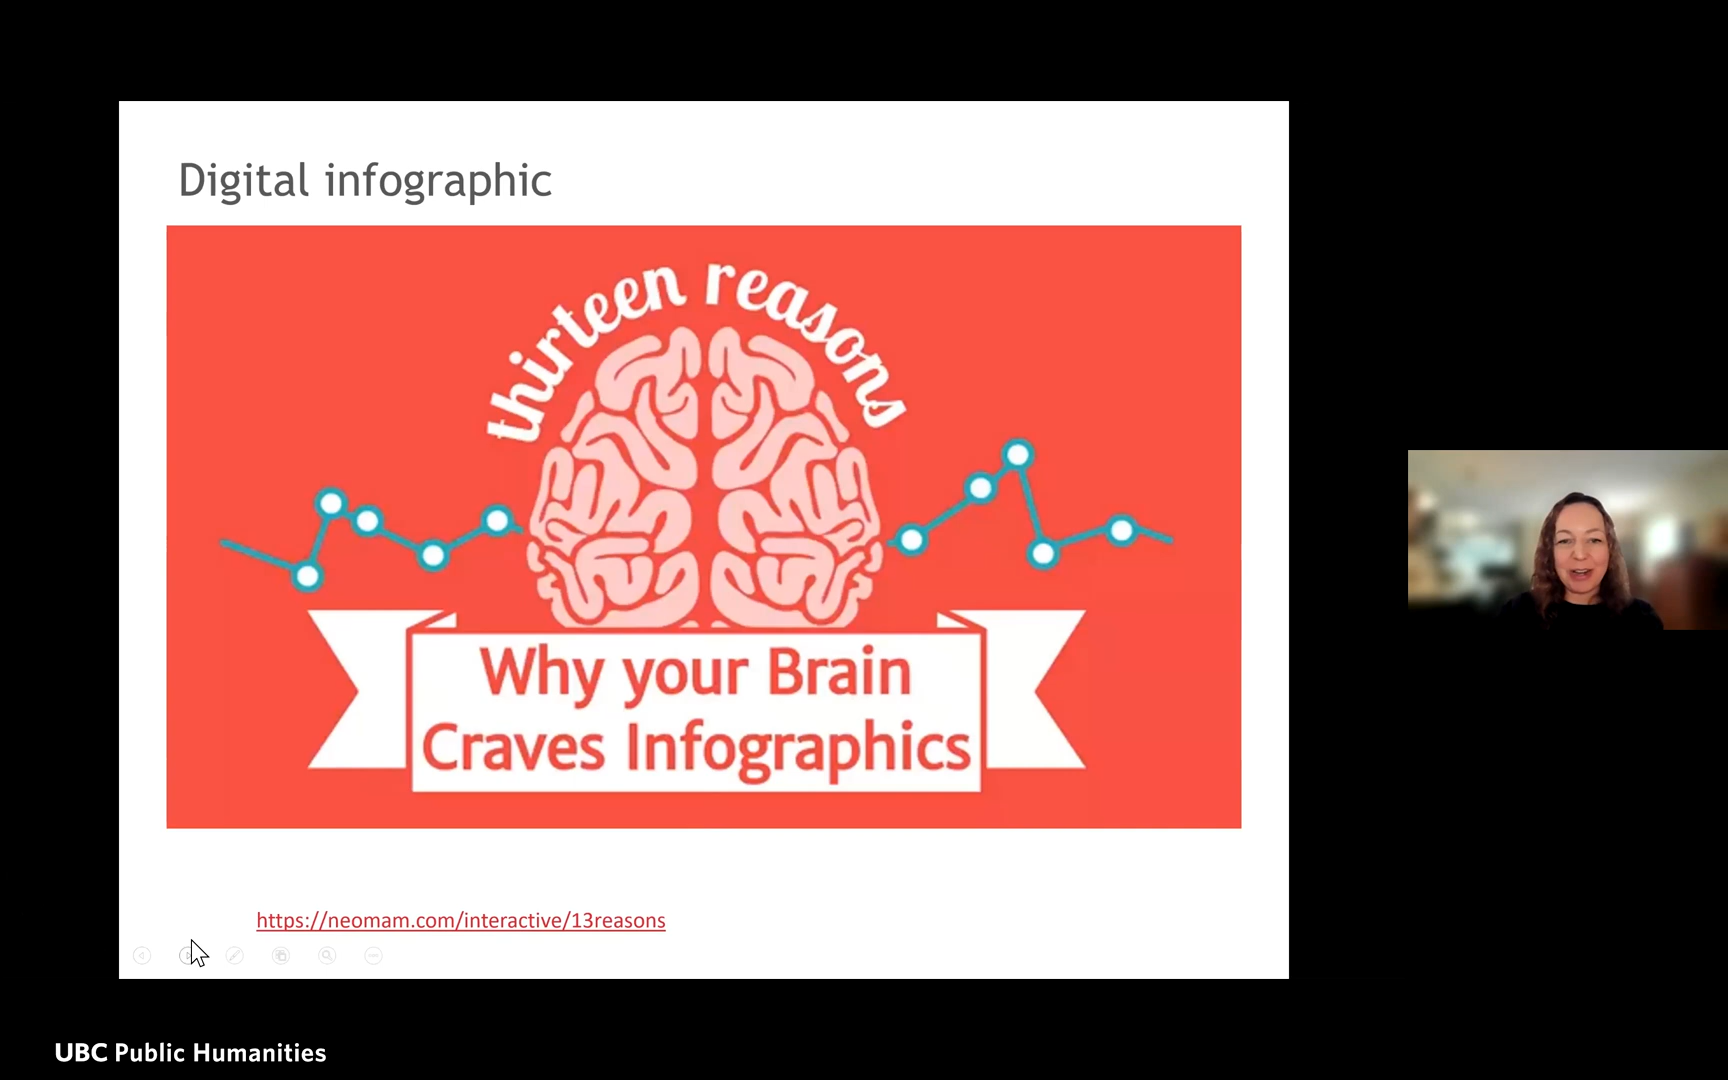 Digital infographic
thirteen reasons
Why your Brain
Craves Infographics
https://neomam.com/interactive/13reasons
UBC Public Humanities